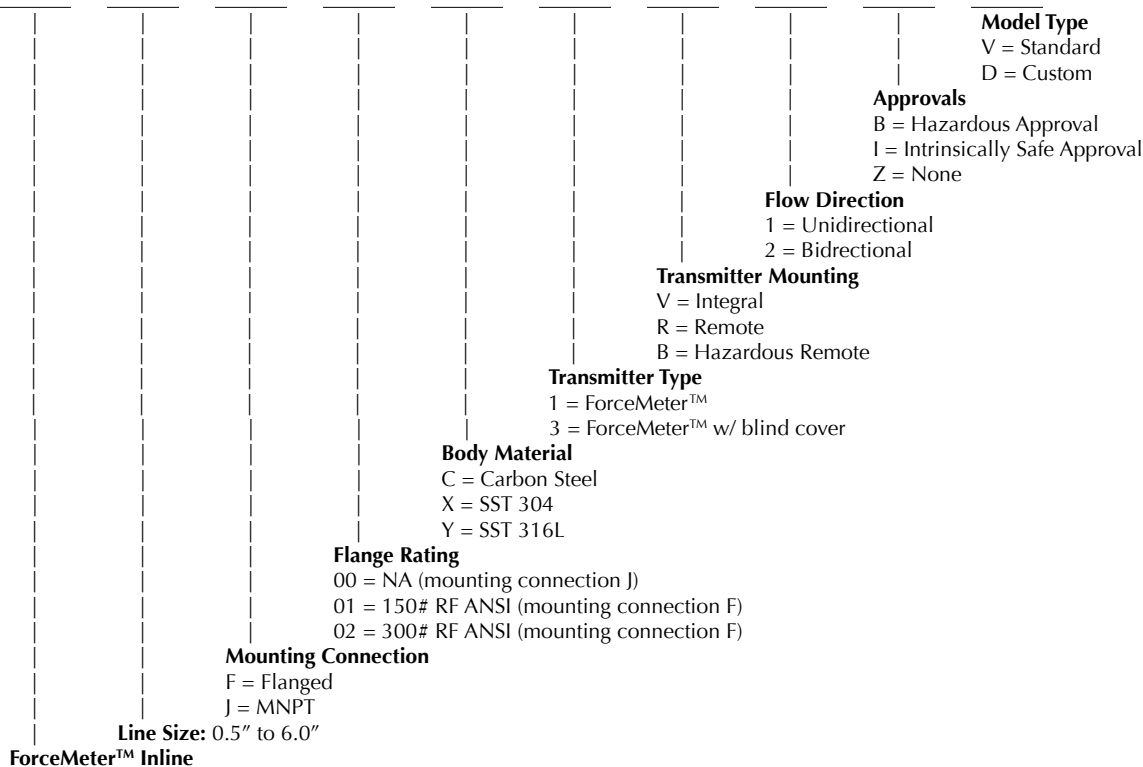 Model Type
V = Standard
D = Custom
Approvals
B = Hazardous Approval
I = Intrinsically Safe Approval
Z = None
Flow Direction
1 = Unidirectional
2 = Bidrectional
Transmitter Mounting
V = Integral
R = Remote
B = Hazardous Remote
Transmitter Type
1 = ForceMeter™
3 = ForceMeter™ w/ blind cover
Body Material
C = Carbon Steel
X = SST 304
Y = SST 316L
Flange Rating
00 = NA (mounting connection J)
01 = 150# RF ANSI (mounting connection F)
02 = 300# RF ANSI (mounting connection F)
Mounting Connection
F = Flanged
J = MNPT
Line Size: 0.5″ to 6.0″
ForceMeter™ Inline